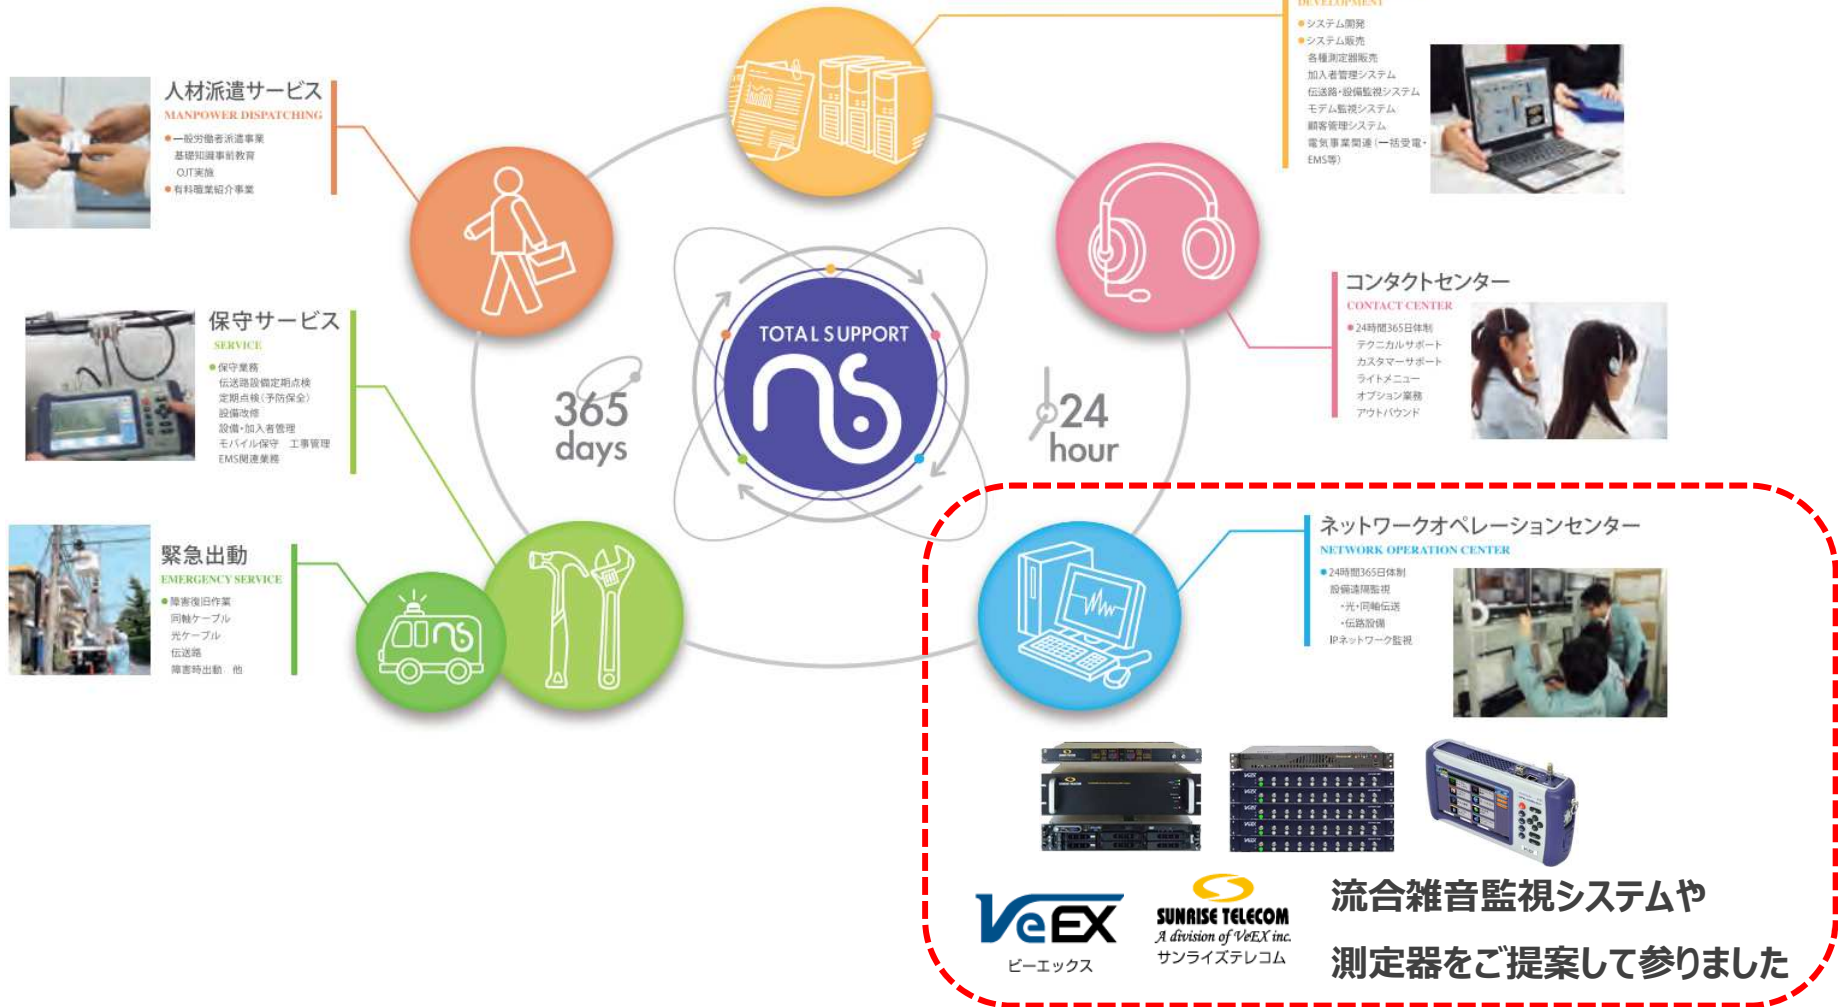 DEVELOPMENT
●システム開発
●システム販売
各種測定器販売
加入者管理システム
伝送路・設備監視システム
モデム監視システム
顧客管理システム
電気事業関連(一括受電・
EMS等)
人材派遣サービス
MANPOWER DISPATCHING
●一般労働者派遣事業
基礎知識事前教育
OJT実施
●有料職業紹介事業
保守サービス
SERVICE
●保守業務
伝送路設備定期点検
定期点検(予防保全)
設備改修
設備・加入者管理
モバイル保守 工事管理
EMS関連業務
緊急出動
EMERGENCY SERVICE
●障害復旧作業
同軸ケーブル
光ケーブル
伝送路
障害時出動 他
TOTAL SUPPORT
ns
365
days
24
hour
コンタクトセンター
CONTACT CENTER
●24時間365日体制
テクニカルサポート
カスタマーサポート
ライトメニュー
オプション業務
アウトバウンド
ネットワークオペレーションセンター
NETWORK OPERATION CENTER
●24時間365日体制
設備遠隔監視
・光・同軸伝送
・伝路設備
IPネットワーク監視
VeEX
ビーエックス
SUNRISE TELECOM
A division of VeEX inc.
サンライズテレコム
流合雑音監視システムや
測定器をご提案して参りました